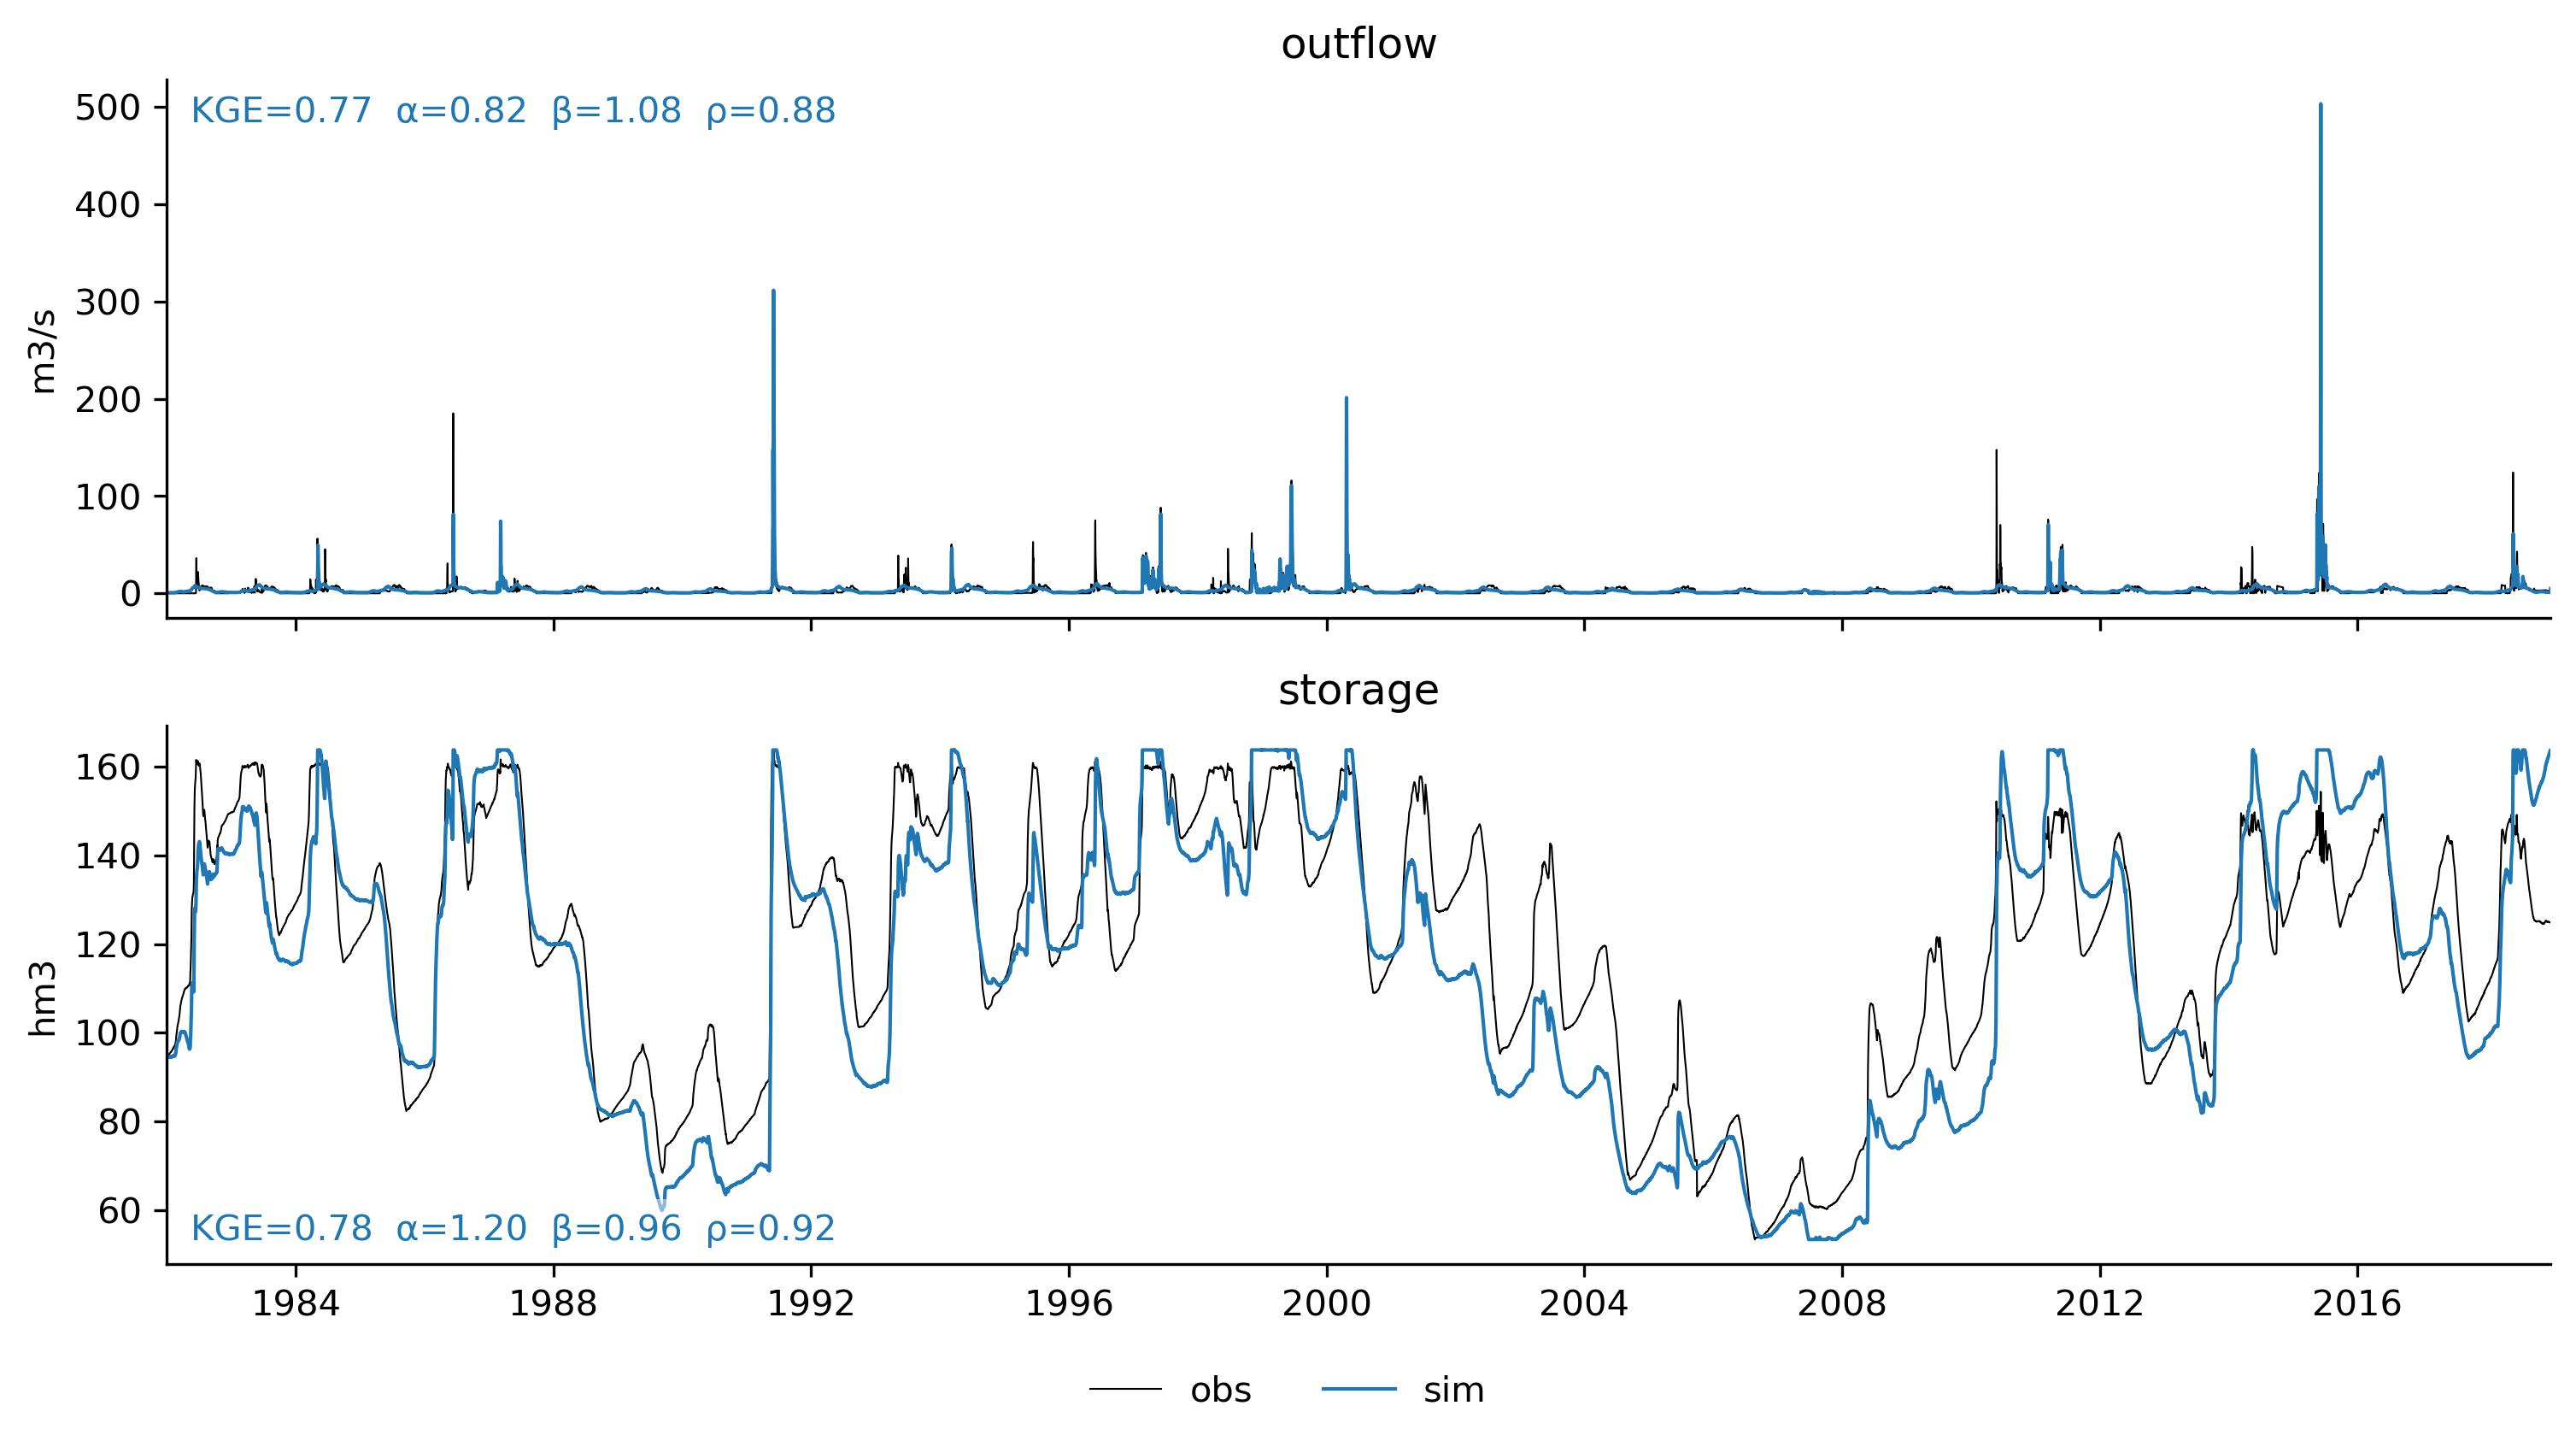 outflow
KGE=0.77 α=0.82 β=1.08 ρ=0.88
500
400
300
200
100
0
m3/s
storage
160
140
120
100
80
60
hm3
KGE=0.78 α=1.20 β=0.96 ρ=0.92
1984 1988 1992 1996 2000 2004 2008 2012 2016
obs sim